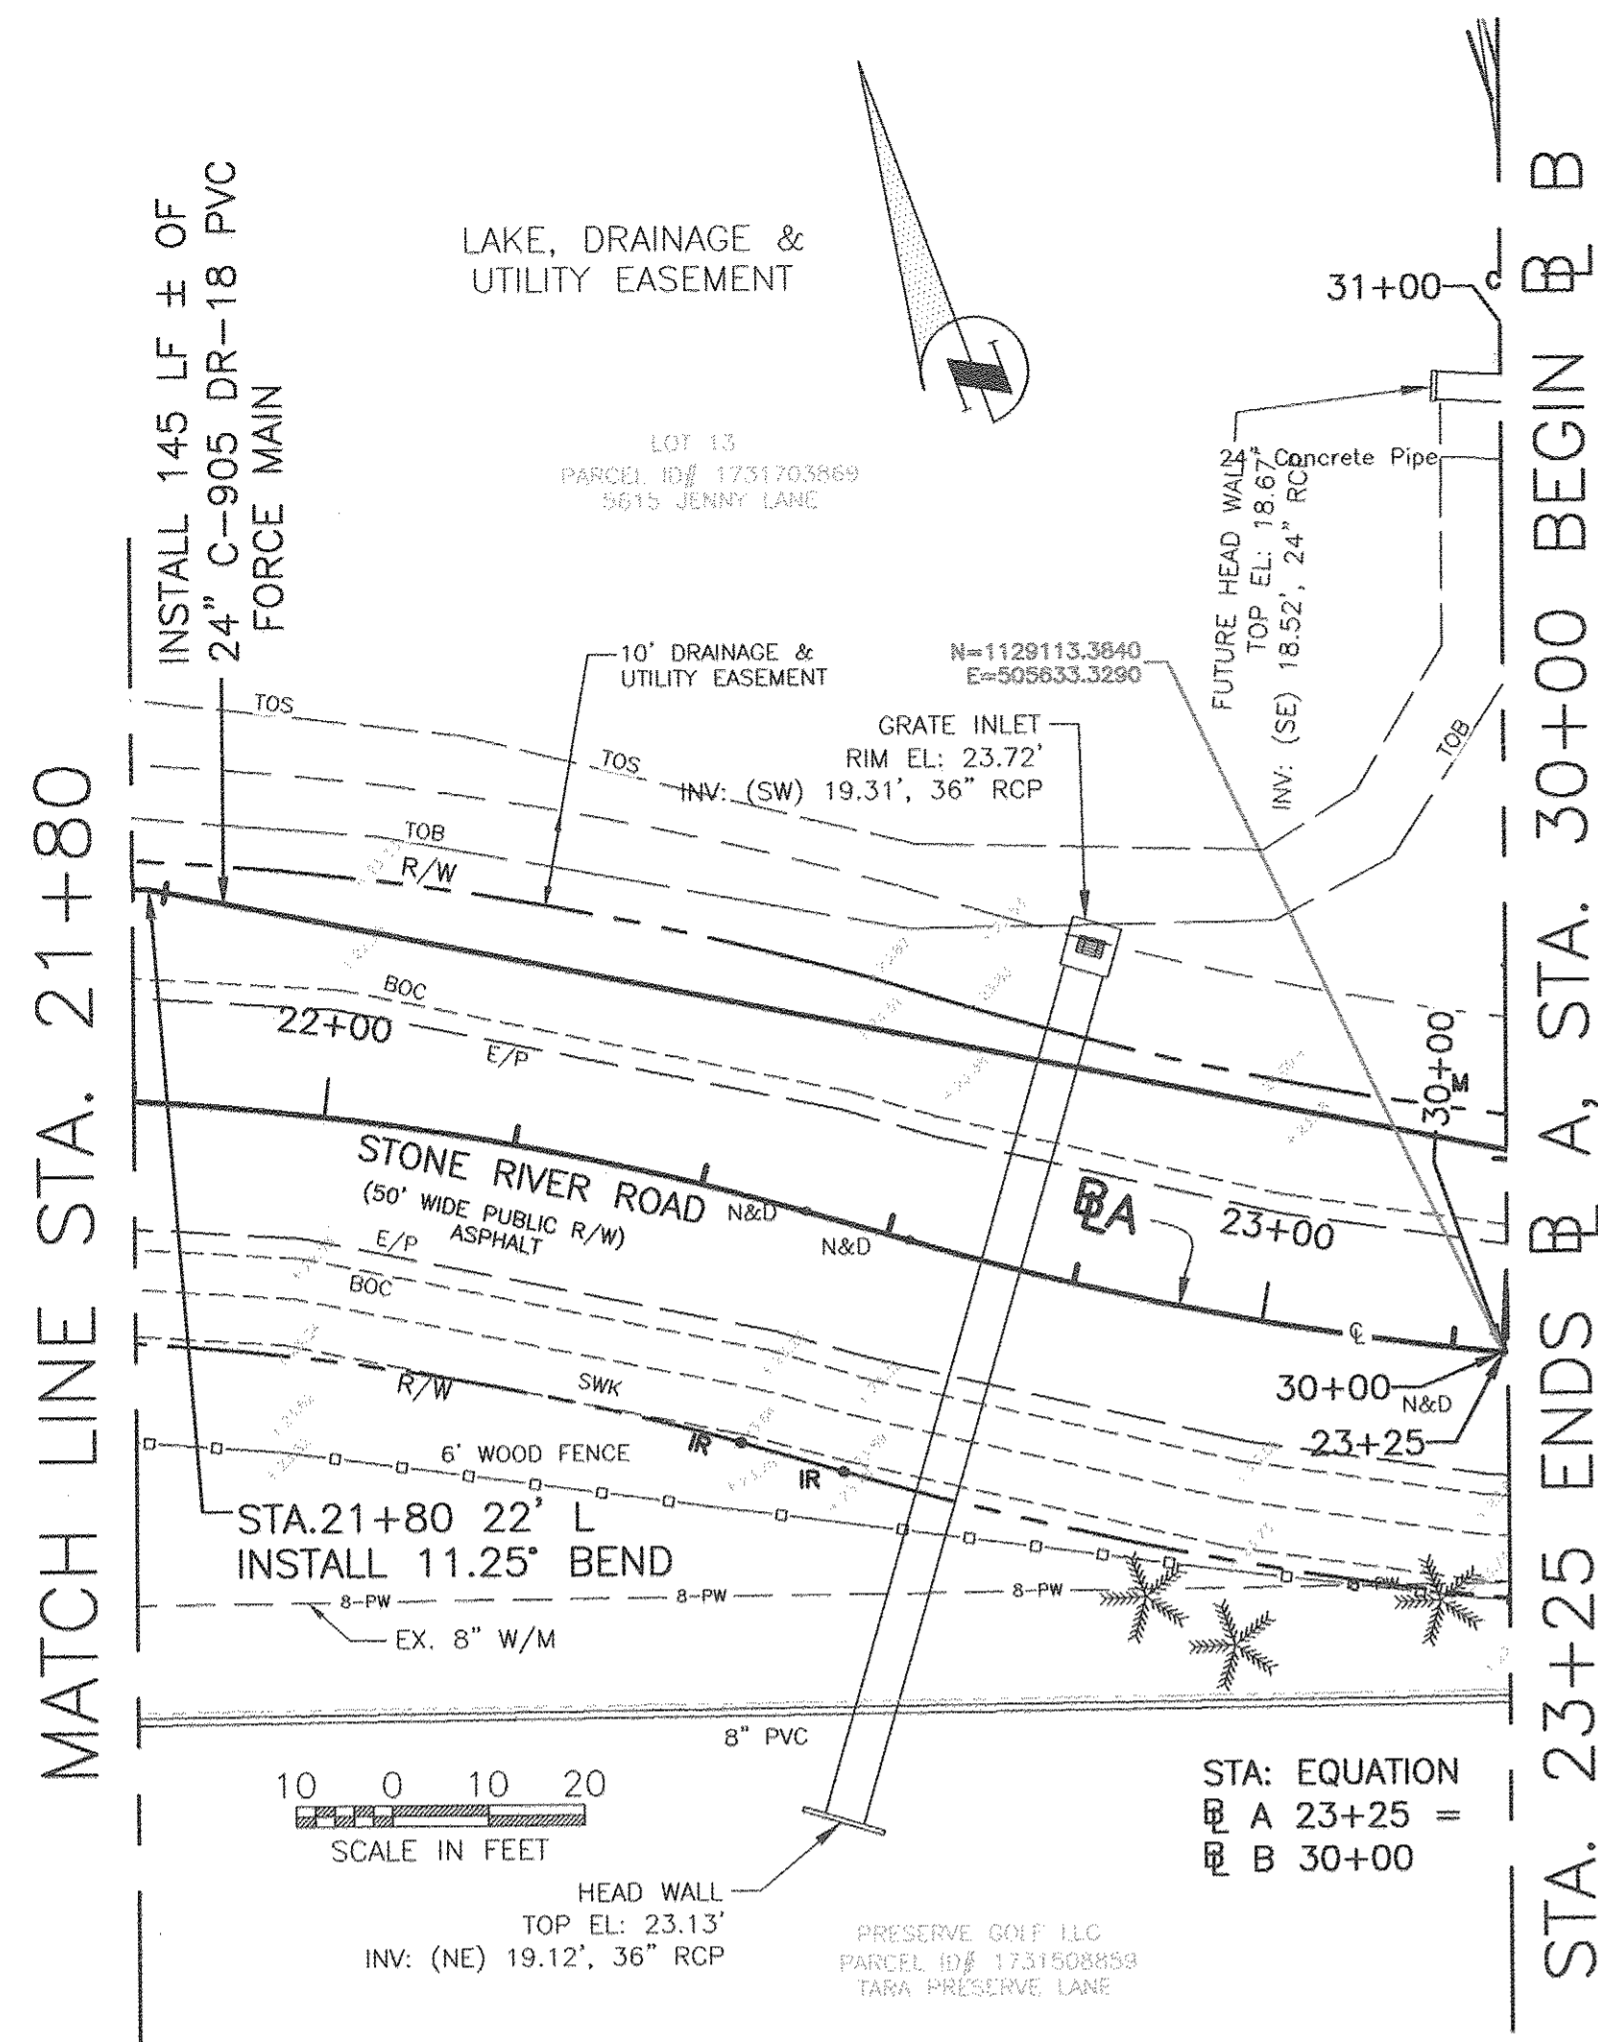 MATCH LINE STA. 21+80
INSTALL 145 LF ± OF
24" C-905 DR-18 PVC
FORCE MAIN
LAKE, DRAINAGE &
UTILITY EASEMENT
LOT 13
PARCEL ID# 1731703869
5615 JENNY LANE
31+00
24" Concrete Pipe
FUTURE HEAD WALL
TOP EL: 18.67'
INV: (SE) 18.52', 24" RCP
10' DRAINAGE &
UTILITY EASEMENT
N=1129113.3840
E=505633.3290
GRATE INLET
RIM EL: 23.72'
INV: (SW) 19.31', 36" RCP
TOS
TOS
TOB
TOB
R/W
BOC
22+00
E/P
30+00
M
STONE RIVER ROAD
(50' WIDE PUBLIC R/W)
ASPHALT
N&D
N&D
BL A
23+00
E/P
BOC
CL
30+00
N&D
23+25
R/W
SWK
IR
IR
6' WOOD FENCE
STA.21+80 22' L
INSTALL 11.25° BEND
8-PW
8-PW
8-PW
EX. 8" W/M
8" PVC
10 0 10 20
SCALE IN FEET
STA: EQUATION
BL A 23+25 =
BL B 30+00
HEAD WALL
TOP EL: 23.13'
INV: (NE) 19.12', 36" RCP
PRESERVE GOLF LLC
PARCEL ID# 1731508859
TARA PRESERVE LANE
STA. 23+25 ENDS BL A, STA. 30+00 BEGIN BL B